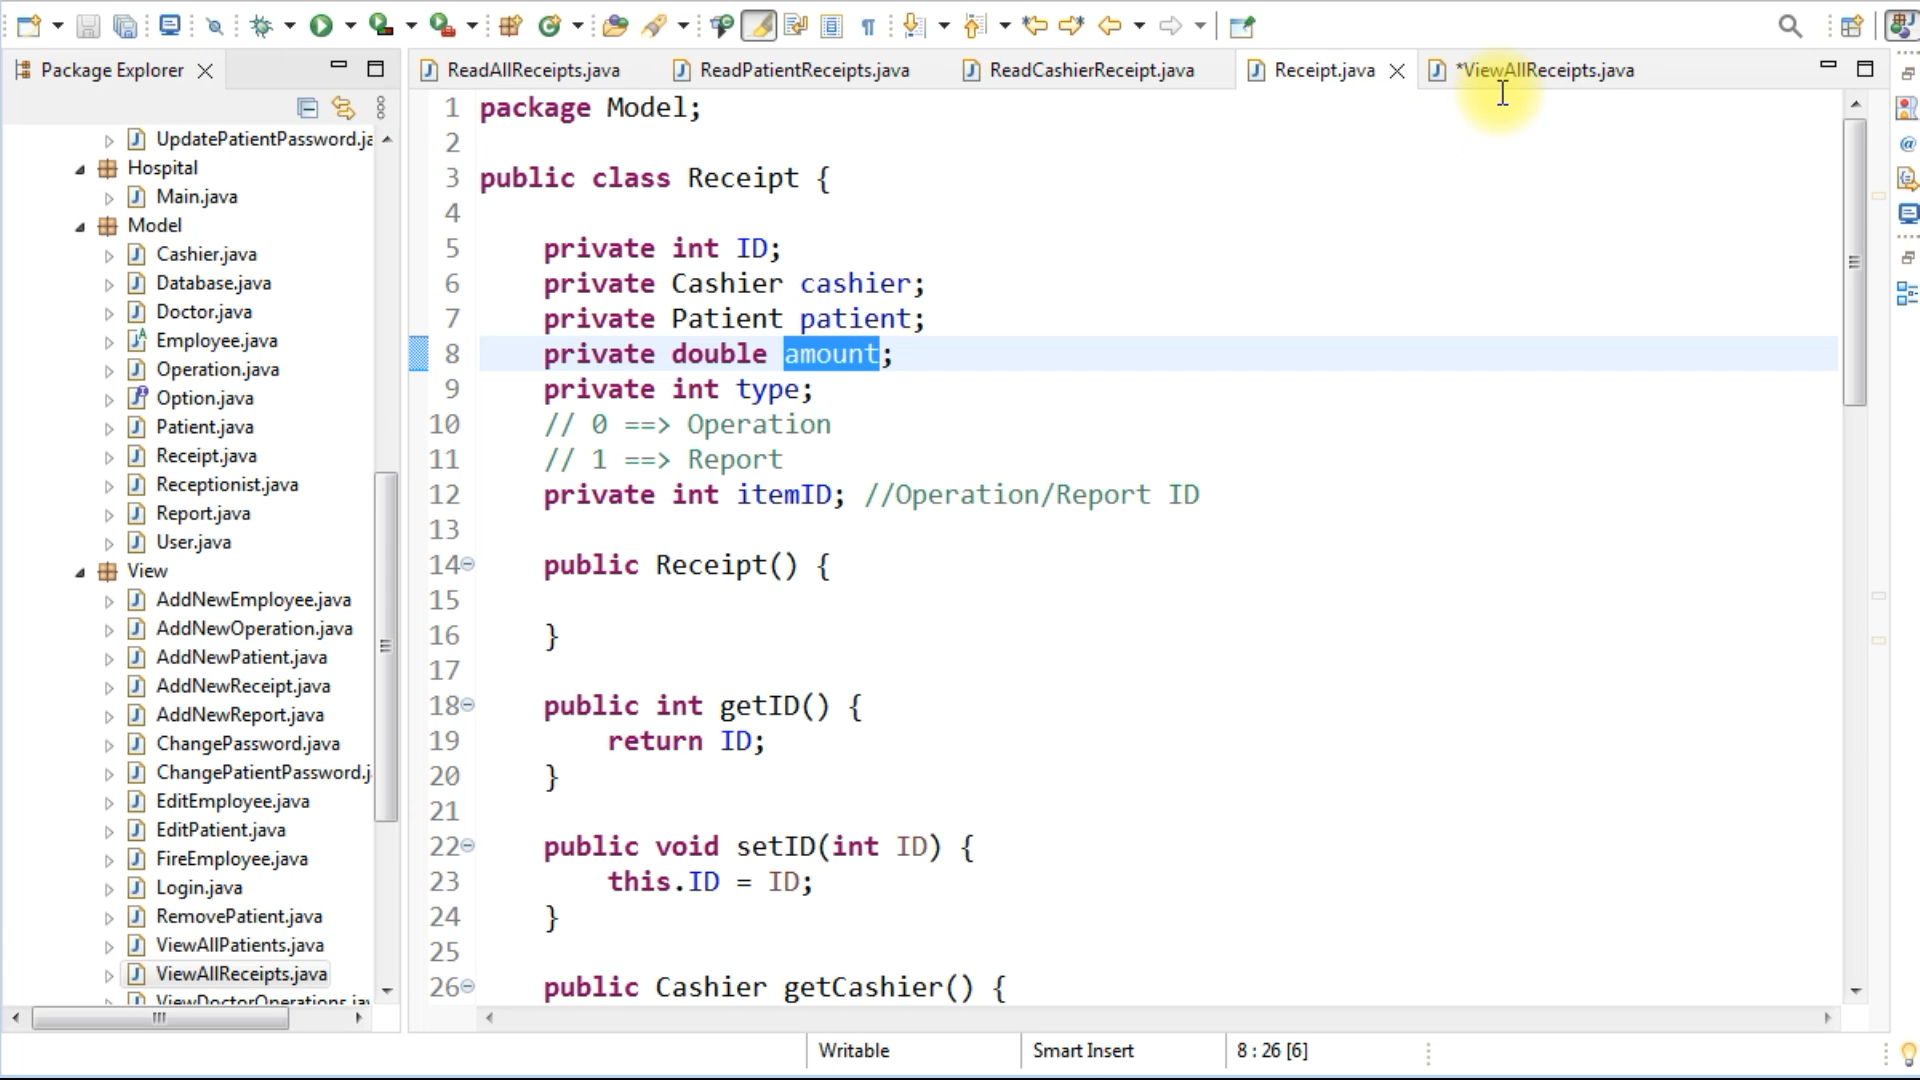 Package Explorer
UpdatePatientPassword.ja
Hospital
Main.java
Model
Cashier.java
Database.java
Doctor.java
Employee.java
Operation.java
Option.java
Patient.java
Receipt.java
Receptionist.java
Report.java
User.java
View
AddNewEmployee.java
AddNewOperation.java
AddNewPatient.java
AddNewReceipt.java
AddNewReport.java
ChangePassword.java
ChangePatientPassword.j
EditEmployee.java
EditPatient.java
FireEmployee.java
Login.java
RemovePatient.java
ViewAllPatients.java
ViewAllReceipts.java
ViewDoctorOperations.jav
ReadAllReceipts.java ReadPatientReceipts.java ReadCashierReceipt.java Receipt.java *ViewAllReceipts.java
1 package Model;
2
3 public class Receipt {
4
5 private int ID;
6 private Cashier cashier;
7 private Patient patient;
8 private double amount;
9 private int type;
10 // 0 ==> Operation
11 // 1 ==> Report
12 private int itemID; //Operation/Report ID
13
14 public Receipt() {
15
16 }
17
18 public int getID() {
19 return ID;
20 }
21
22 public void setID(int ID) {
23 this.ID = ID;
24 }
25
26 public Cashier getCashier() {
Writable Smart Insert 8 : 26 [6]